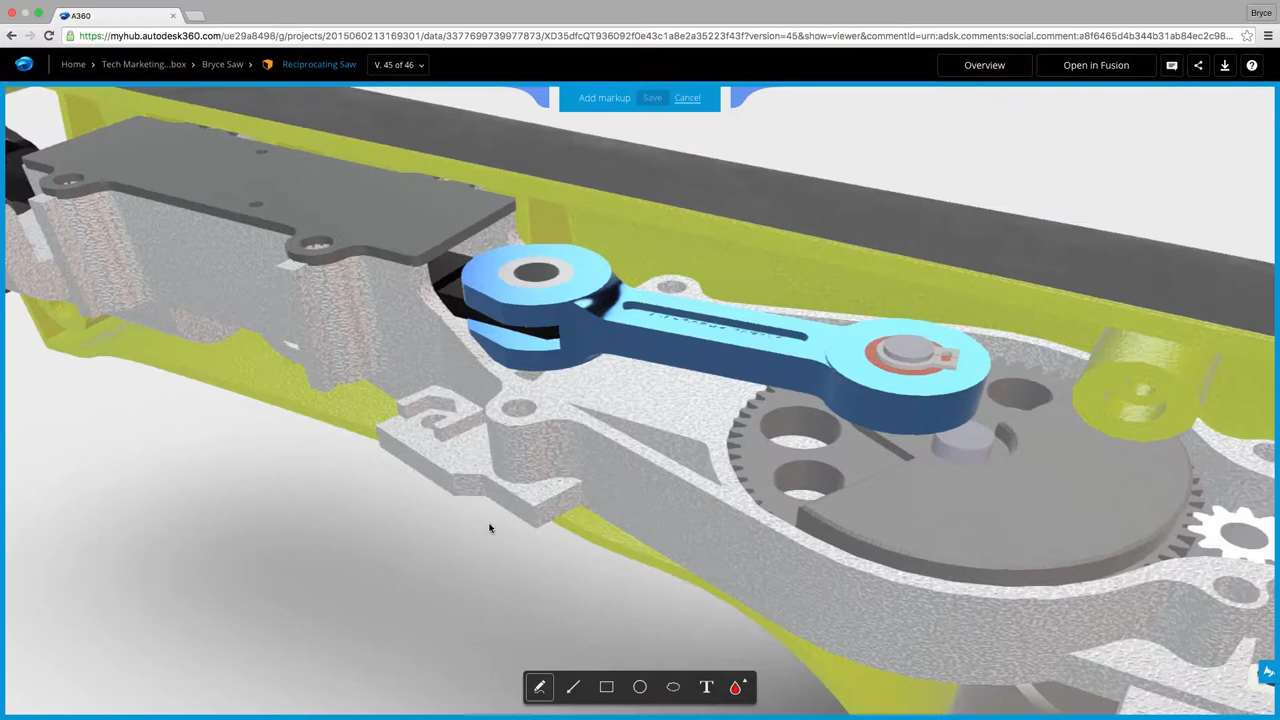 A360
Bryce
https://myhub.autodesk360.com/ue29a8498/g/projects/2015060213169301/data/3377699739977873/XD35dfcQT936092f0e43c1a8e2a35223f43f?version=45&show=viewer&commentId=urn:adsk.comments:social.comment:a8f6465d4b344b31ab84ec2c98...
Home > Tech Marketing...box > Bryce Saw > Reciprocating Saw V. 45 of 46 Overview Open in Fusion
Add markup Save Cancel
T